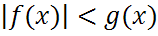 |f(x)| < g(x)